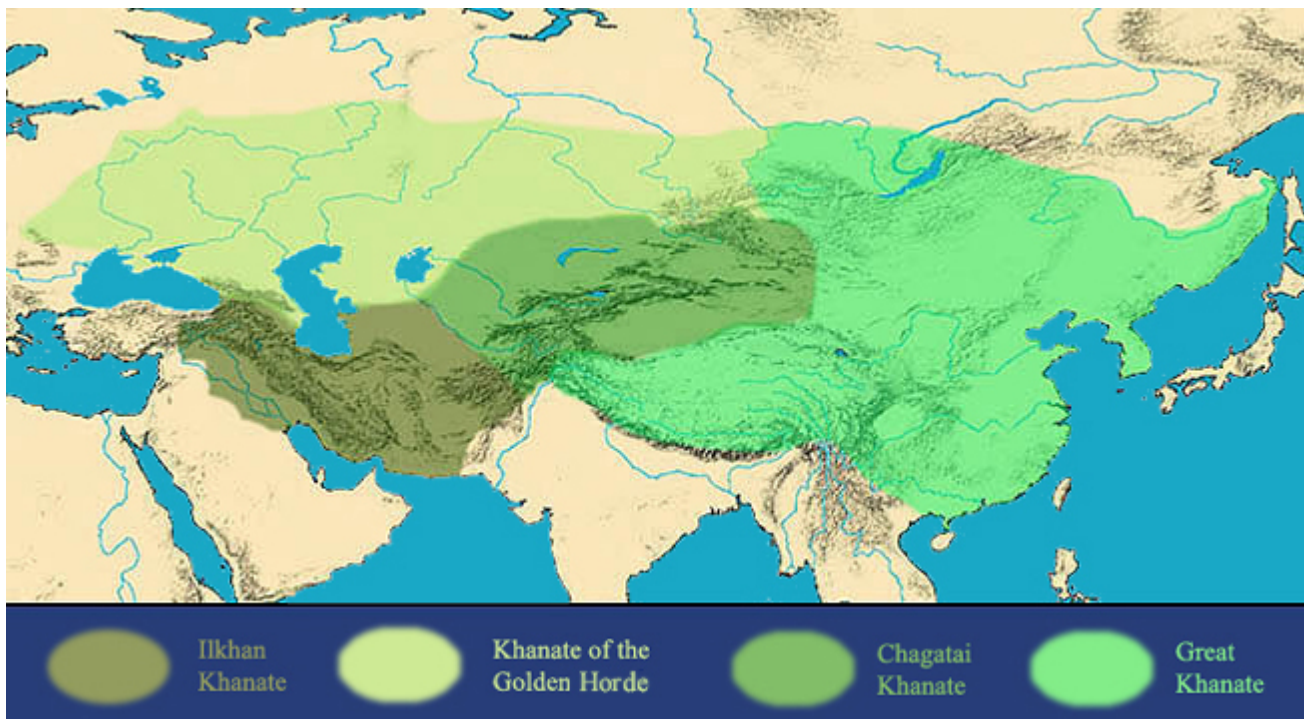 Ilkhan
Khanate
Khanate of the
Golden Horde
Chagatai
Khanate
Great
Khanate